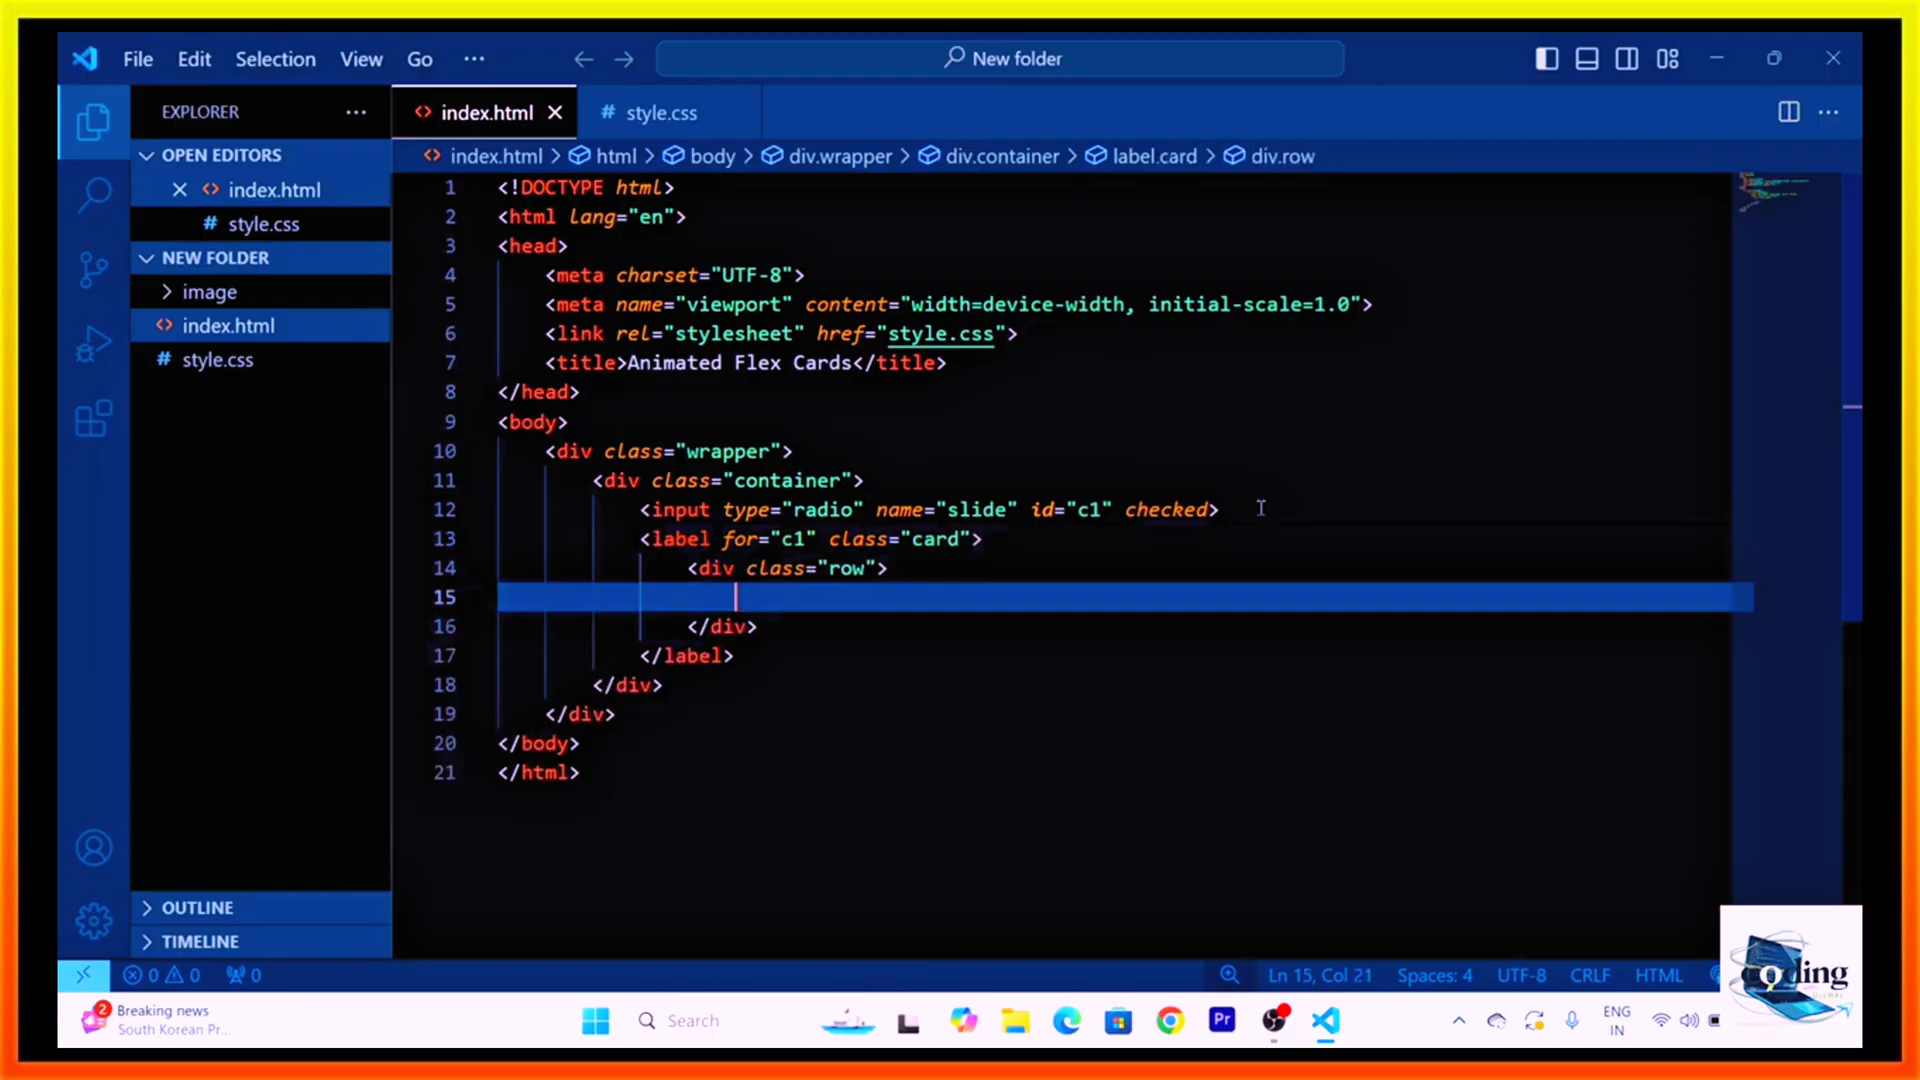 File Edit Selection View Go ··· New folder
EXPLORER ···
index.html
style.css
OPEN EDITORS
index.html > html > body > div.wrapper > div.container > label.card > div.row
index.html
style.css
NEW FOLDER
image
index.html
style.css
1 <!DOCTYPE html>
2 <html lang="en">
3 <head>
4 <meta charset="UTF-8">
5 <meta name="viewport" content="width=device-width, initial-scale=1.0">
6 <link rel="stylesheet" href="style.css">
7 <title>Animated Flex Cards</title>
8 </head>
9 <body>
10 <div class="wrapper">
11 <div class="container">
12 <input type="radio" name="slide" id="c1" checked>
13 <label for="c1" class="card">
14 <div class="row">
15
16 </div>
17 </label>
18 </div>
19 </div>
20 </body>
21 </html>
OUTLINE
TIMELINE
0 0 0 Ln 15, Col 21 Spaces: 4 UTF-8 CRLF HTML
coding
2 Breaking news
South Korean Pr...
Search
Pr
ENG
IN